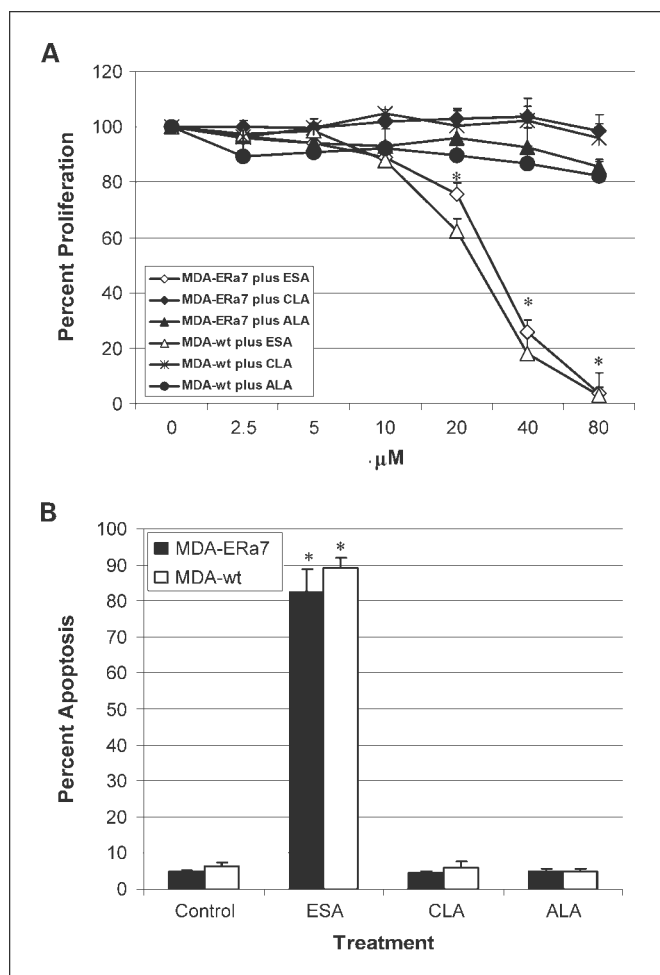 A
Percent Proliferation
120
100
80
60
40
20
0
MDA-ERa7 plus ESA
MDA-ERa7 plus CLA
MDA-ERa7 plus ALA
MDA-wt plus ESA
MDA-wt plus CLA
MDA-wt plus ALA
*
*
*
0 2.5 5 10 20 40 80
.μM
B
Percent Apoptosis
100
90
80
70
60
50
40
30
20
10
0
MDA-ERa7
MDA-wt
* *
Control ESA CLA ALA
Treatment